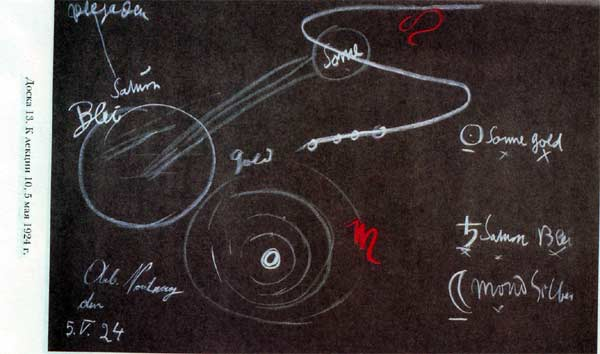 Доска 13. К лекции 10, 5 мая 1924 г.
plejaden
Saturn
Blei
Sonne
gold
☉ Sonne gold
♄ Saturn Blei
☾ Mond Silber
den
5. V. 24